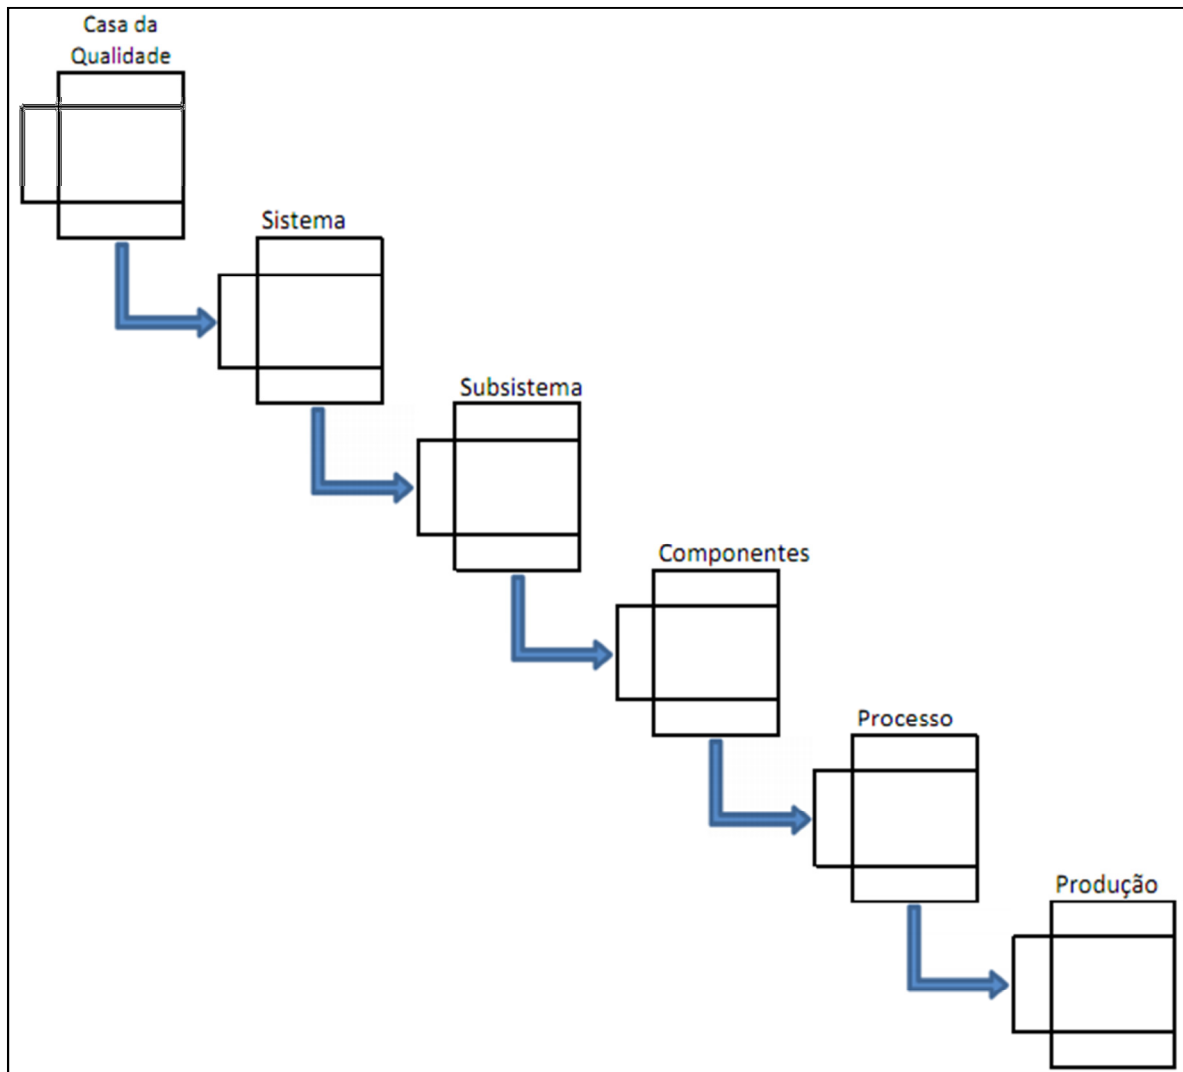 Casa da
Qualidade
Sistema
Subsistema
Componentes
Processo
Produção